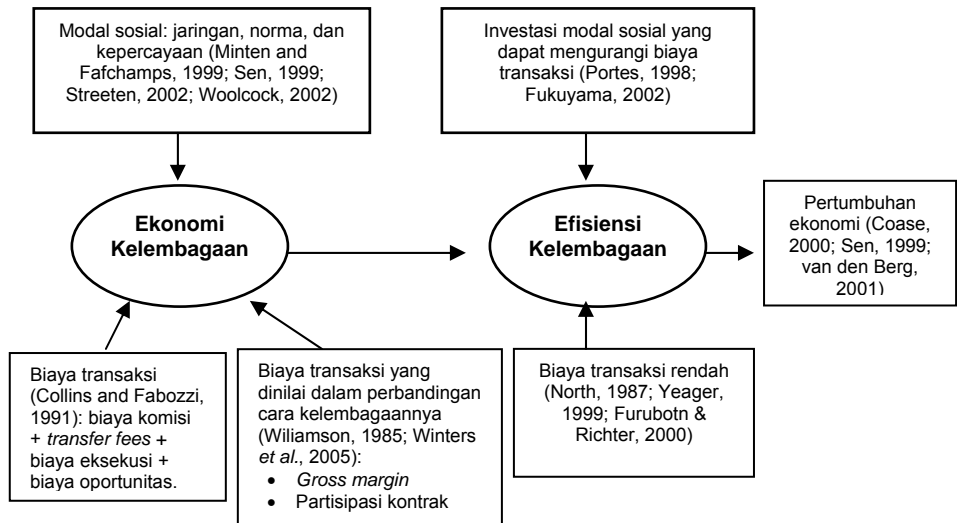 Modal sosial: jaringan, norma, dan
kepercayaan (Minten and
Fafchamps, 1999; Sen, 1999;
Streeten, 2002; Woolcock, 2002)
Investasi modal sosial yang
dapat mengurangi biaya
transaksi (Portes, 1998;
Fukuyama, 2002)
Ekonomi
Kelembagaan
Efisiensi
Kelembagaan
Pertumbuhan
ekonomi (Coase,
2000; Sen, 1999;
van den Berg,
2001)
Biaya transaksi
(Collins and Fabozzi,
1991): biaya komisi
+ transfer fees +
biaya eksekusi +
biaya oportunitas.
Biaya transaksi yang
dinilai dalam perbandingan
cara kelembagaannya
(Wiliamson, 1985; Winters
et al., 2005):
• Gross margin
• Partisipasi kontrak
Biaya transaksi rendah
(North, 1987; Yeager,
1999; Furubotn &
Richter, 2000)